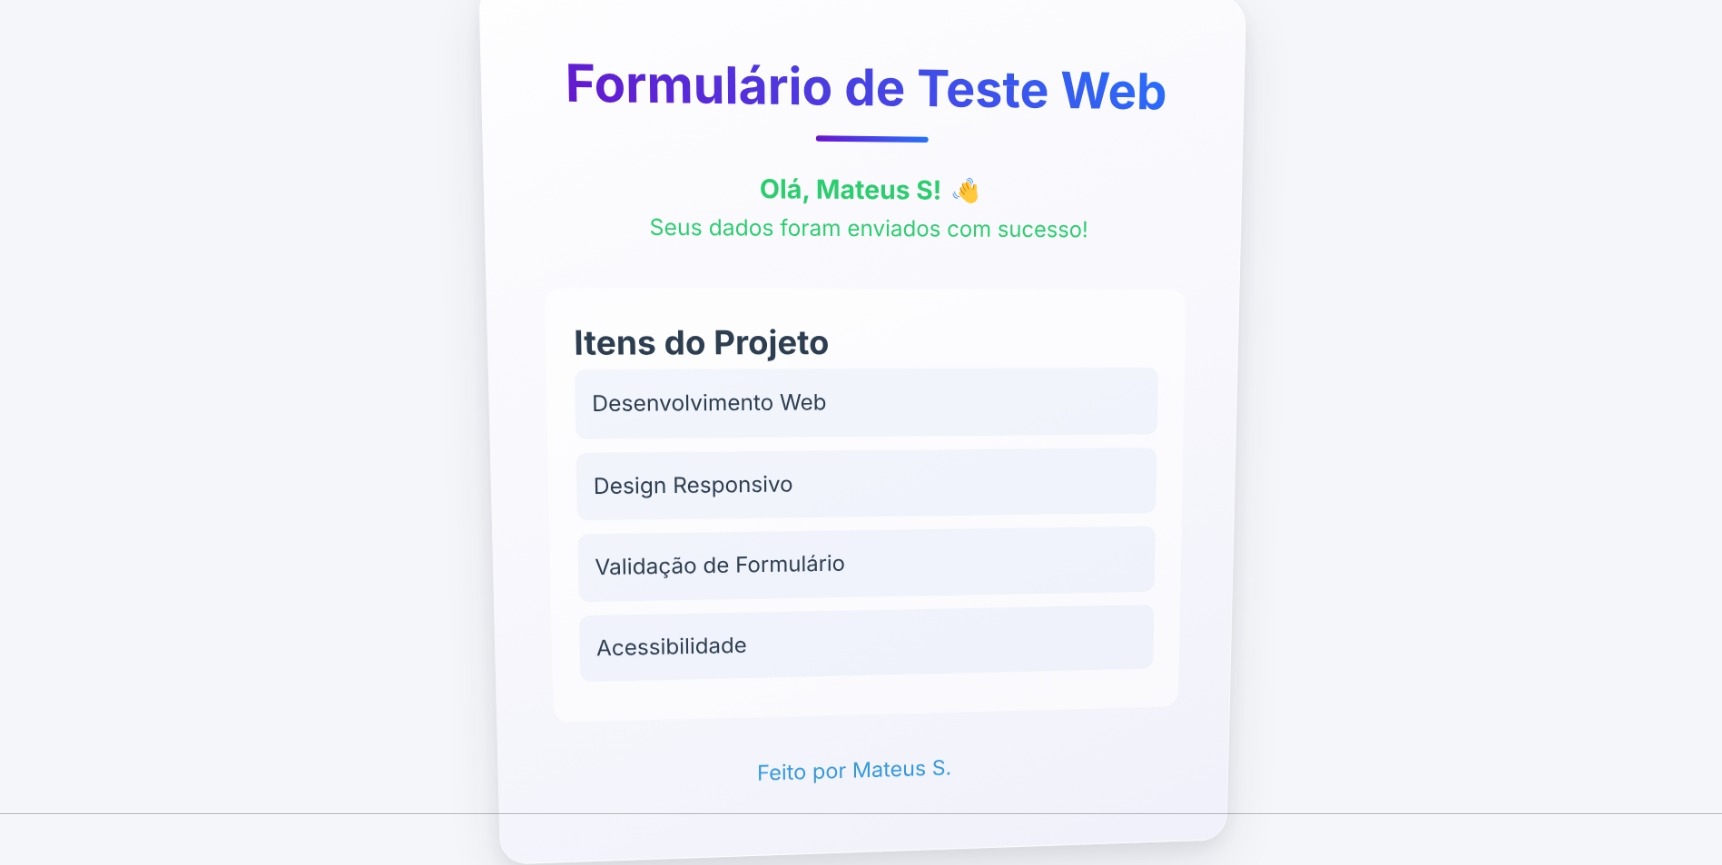 Formulário de Teste Web
Olá, Mateus S! 👋
Seus dados foram enviados com sucesso!
Itens do Projeto
Desenvolvimento Web
Design Responsivo
Validação de Formulário
Acessibilidade
Feito por Mateus S.